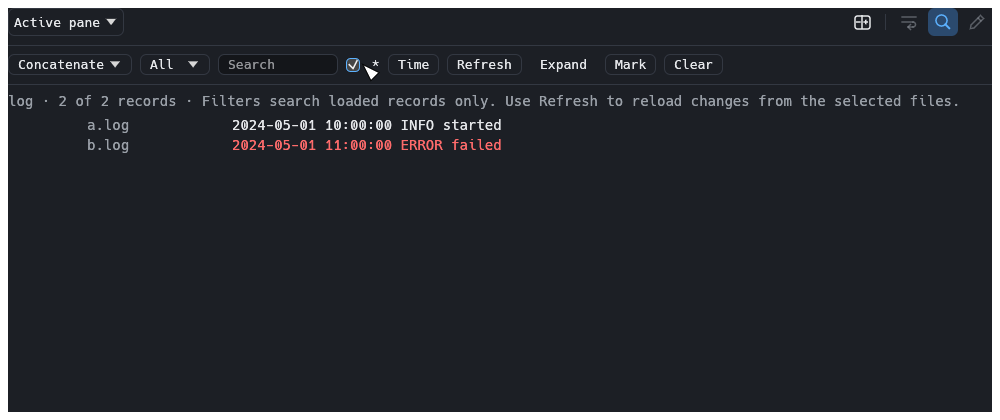 Active pane
Concatenate All Search .* Time Refresh Expand Mark Clear
log · 2 of 2 records · Filters search loaded records only. Use Refresh to reload changes from the selected files.
a.log 2024-05-01 10:00:00 INFO started
b.log 2024-05-01 11:00:00 ERROR failed